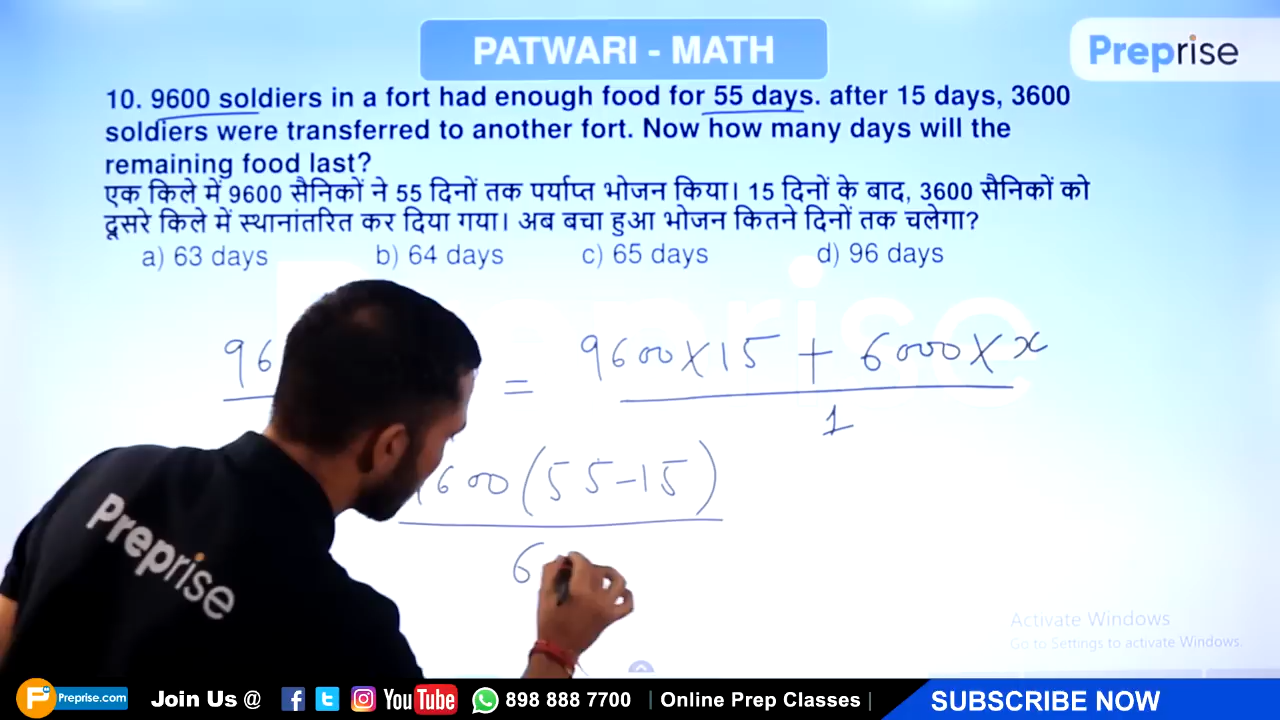 PATWARI - MATH
Preprise
10. 9600 soldiers in a fort had enough food for 55 days. after 15 days, 3600
soldiers were transferred to another fort. Now how many days will the
remaining food last?
एक किले में 9600 सैनिकों ने 55 दिनों तक पर्याप्त भोजन किया। 15 दिनों के बाद, 3600 सैनिकों को
दूसरे किले में स्थानांतरित कर दिया गया। अब बचा हुआ भोजन कितने दिनों तक चलेगा?
a) 63 days b) 64 days c) 65 days d) 96 days
96 = 9600×15 + 6000×x
1
600(55-15)
6
Preprise
Activate Windows
Go to Settings to activate Windows.
Preprise.com Join Us @ YouTube 898 888 7700 | Online Prep Classes | SUBSCRIBE NOW